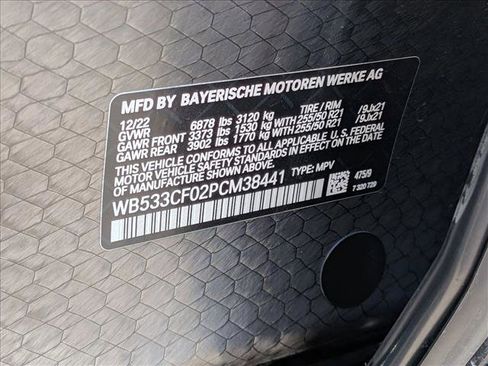 MFD BY BAYERISCHE MOTOREN WERKE AG
12/22 TIRE / RIM
GVWR 6878 lbs 3120 kg
GAWR FRONT 3373 lbs 1530 kg WITH 255/50 R21 /9Jx21
GAWR REAR 3902 lbs 1770 kg WITH 255/50 R21 /9Jx21
THIS VEHICLE CONFORMS TO ALL APPLICABLE U.S. FEDERAL
MOTOR VEHICLE SAFETY STANDARDS IN EFFECT
ON THE DATE OF MANUFACTURE SHOWN ABOVE.
WB533CF02PCM38441 TYPE: MPV
475/9
7 920 729